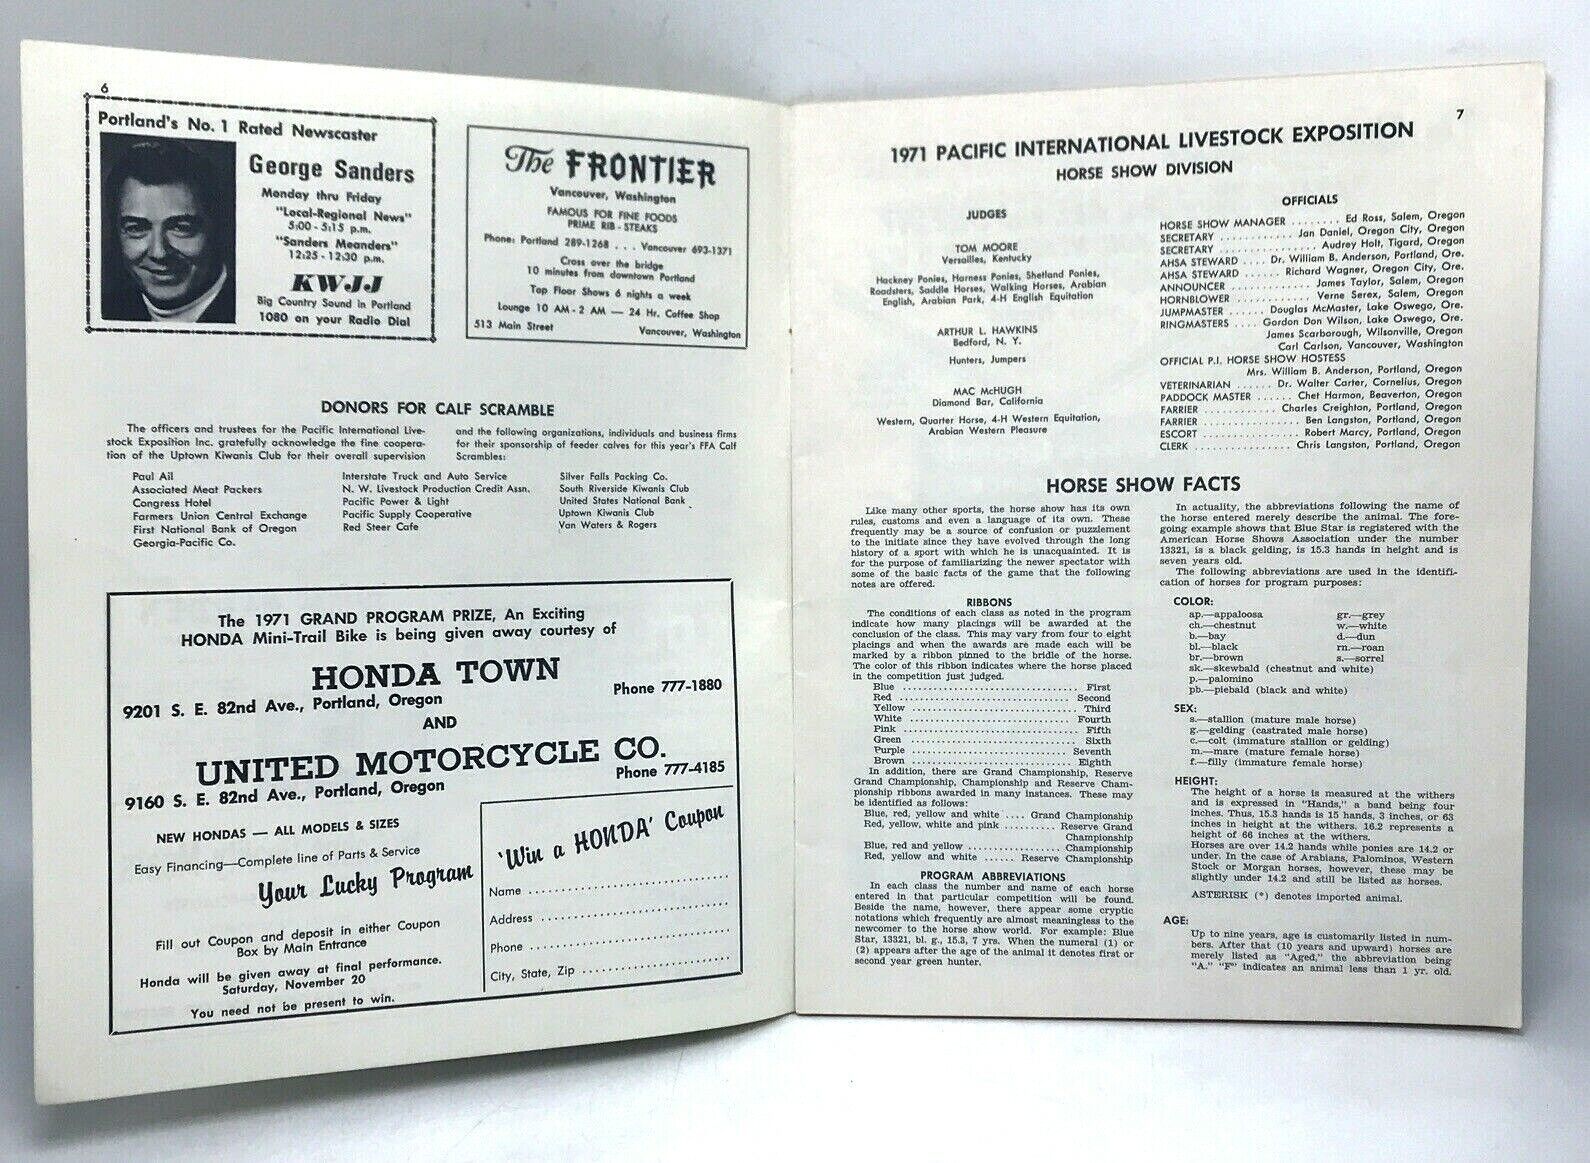 6
Portland's No. 1 Rated Newscaster
George Sanders
Monday thru Friday
"Local-Regional News"
5:00 - 5:15 p.m.
"Sanders Meanders"
12:25 - 12:30 p.m.
KWJJ
Big Country Sound in Portland
1080 on your Radio Dial
The FRONTIER
Vancouver, Washington
FAMOUS FOR FINE FOODS
PRIME RIB - STEAKS
Phone: Portland 289-1268 . . . Vancouver 693-1371
Cross over the bridge
10 minutes from downtown Portland
Top Floor Shows 6 nights a week
Lounge 10 AM - 2 AM — 24 Hr. Coffee Shop
513 Main Street Vancouver, Washington
DONORS FOR CALF SCRAMBLE
The officers and trustees for the Pacific International Live-
stock Exposition Inc. gratefully acknowledge the fine coopera-
tion of the Uptown Kiwanis Club for their overall supervision
and the following organizations, individuals and business firms
for their sponsorship of feeder calves for this year's FFA Calf
Scrambles:
Paul Ail
Associated Meat Packers
Congress Hotel
Farmers Union Central Exchange
First National Bank of Oregon
Georgia-Pacific Co.
Interstate Truck and Auto Service
N. W. Livestock Production Credit Assn.
Pacific Power & Light
Pacific Supply Cooperative
Red Steer Cafe
Silver Falls Packing Co.
South Riverside Kiwanis Club
United States National Bank
Uptown Kiwanis Club
Van Waters & Rogers
The 1971 GRAND PROGRAM PRIZE, An Exciting
HONDA Mini-Trail Bike is being given away courtesy of
HONDA TOWN
9201 S. E. 82nd Ave., Portland, Oregon Phone 777-1880
AND
UNITED MOTORCYCLE CO.
9160 S. E. 82nd Ave., Portland, Oregon Phone 777-4185
NEW HONDAS — ALL MODELS & SIZES
Easy Financing—Complete line of Parts & Service
Your Lucky Program
Fill out Coupon and deposit in either Coupon
Box by Main Entrance
Honda will be given away at final performance.
Saturday, November 20
You need not be present to win.
'Win a HONDA' Coupon
Name
Address
Phone
City, State, Zip
7
1971 PACIFIC INTERNATIONAL LIVESTOCK EXPOSITION
HORSE SHOW DIVISION
JUDGES
TOM MOORE
Versailles, Kentucky
Hackney Ponies, Harness Ponies, Shetland Ponies,
Roadsters, Saddle Horses, Walking Horses, Arabian
English, Arabian Park, 4-H English Equitation
ARTHUR L. HAWKINS
Bedford, N. Y.
Hunters, Jumpers
MAC McHUGH
Diamond Bar, California
Western, Quarter Horse, 4-H Western Equitation,
Arabian Western Pleasure
OFFICIALS
HORSE SHOW MANAGER ........ Ed Ross, Salem, Oregon
SECRETARY ............ Jan Daniel, Oregon City, Oregon
SECRETARY ................ Audrey Holt, Tigard, Oregon
AHSA STEWARD .... Dr. William B. Anderson, Portland, Ore.
AHSA STEWARD ...... Richard Wagner, Oregon City, Ore.
ANNOUNCER ............. James Taylor, Salem, Oregon
HORNBLOWER ............. Verne Serex, Salem, Oregon
JUMPMASTER ...... Douglas McMaster, Lake Oswego, Ore.
RINGMASTERS .... Gordon Don Wilson, Lake Oswego, Ore.
James Scarborough, Wilsonville, Oregon
Carl Carlson, Vancouver, Washington
OFFICIAL P.I. HORSE SHOW HOSTESS
Mrs. William B. Anderson, Portland, Oregon
VETERINARIAN ...... Dr. Walter Carter, Cornelius, Oregon
PADDOCK MASTER ....... Chet Harmon, Beaverton, Oregon
FARRIER ............ Charles Creighton, Portland, Oregon
FARRIER ................ Ben Langston, Portland, Oregon
ESCORT ................ Robert Marcy, Portland, Oregon
CLERK ................ Chris Langston, Portland, Oregon
HORSE SHOW FACTS
Like many other sports, the horse show has its own
rules, customs and even a language of its own. These
frequently may be a source of confusion or puzzlement
to the initiate since they have evolved through the long
history of a sport with which he is unacquainted. It is
for the purpose of familiarizing the newer spectator with
some of the basic facts of the game that the following
notes are offered.
RIBBONS
The conditions of each class as noted in the program
indicate how many placings will be awarded at the
conclusion of the class. This may vary from four to eight
placings and when the awards are made each will be
marked by a ribbon pinned to the bridle of the horse.
The color of this ribbon indicates where the horse placed
in the competition just judged.
Blue ........ First
Red ........ Second
Yellow ........ Third
White ........ Fourth
Pink ........ Fifth
Green ........ Sixth
Purple ........ Seventh
Brown ........ Eighth
In addition, there are Grand Championship, Reserve
Grand Championship, Championship and Reserve Cham-
pionship ribbons awarded in many instances. These may
be identified as follows:
Blue, red, yellow and white .... Grand Championship
Red, yellow, white and pink .......... Reserve Grand
Championship
Blue, red and yellow .............. Championship
Red, yellow and white ...... Reserve Championship
PROGRAM ABBREVIATIONS
In each class the number and name of each horse
entered in that particular competition will be found.
Beside the name, however, there appear some cryptic
notations which frequently are almost meaningless to the
newcomer to the horse show world. For example: Blue
Star, 13321, bl. g., 15.3, 7 yrs. When the numeral (1) or
(2) appears after the age of the animal it denotes first or
second year green hunter.
In actuality, the abbreviations following the name of
the horse entered merely describe the animal. The fore-
going example shows that Blue Star is registered with the
American Horse Shows Association under the number
13321, is a black gelding, is 15.3 hands in height and is
seven years old.
The following abbreviations are used in the identifi-
cation of horses for program purposes:
COLOR:
ap.—appaloosa gr.—grey
ch.—chestnut w.—white
b.—bay d.—dun
bl.—black rn.—roan
br.—brown s.—sorrel
sk.—skewbald (chestnut and white)
p.—palomino
pb.—piebald (black and white)
SEX:
s.—stallion (mature male horse)
g.—gelding (castrated male horse)
c.—colt (immature stallion or gelding)
m.—mare (mature female horse)
f.—filly (immature female horse)
HEIGHT:
The height of a horse is measured at the withers
and is expressed in "Hands," a band being four
inches. Thus, 15.3 hands is 15 hands, 3 inches, or 63
inches in height at the withers. 16.2 represents a
height of 66 inches at the withers.
Horses are over 14.2 hands while ponies are 14.2 or
under. In the case of Arabians, Palominos, Western
Stock or Morgan horses, however, these may be
slightly under 14.2 and still be listed as horses.
ASTERISK (*) denotes imported animal.
AGE:
Up to nine years, age is customarily listed in num-
bers. After that (10 years and upward) horses are
merely listed as "Aged," the abbreviation being
"A." "F" indicates an animal less than 1 yr. old.